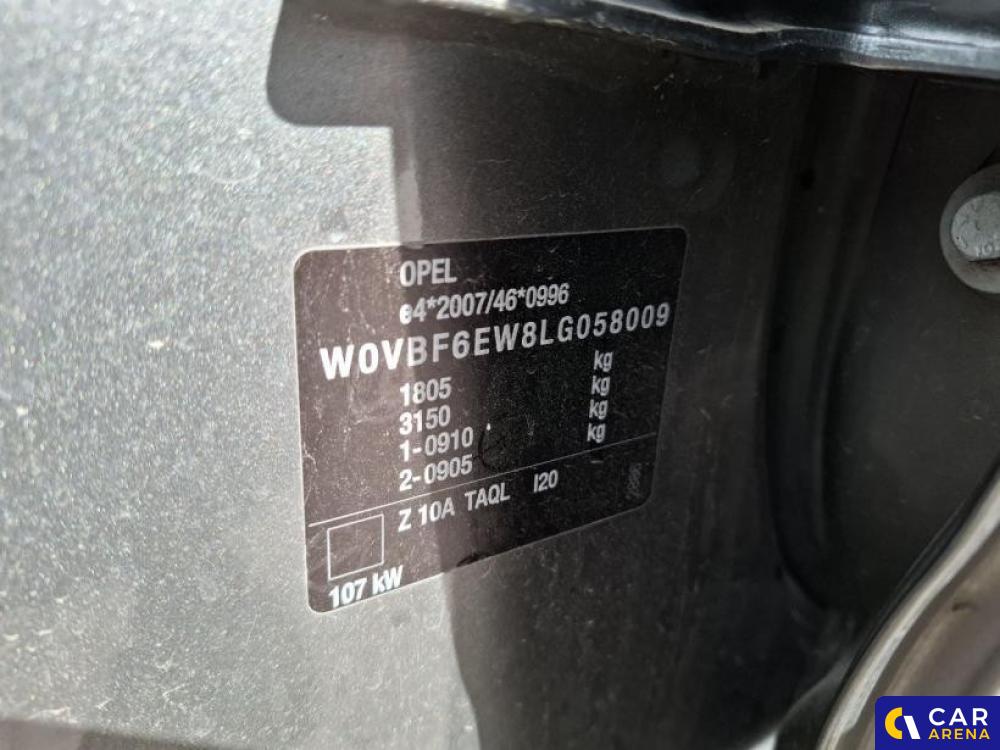 OPEL
e4*2007/46*0996
W0VBF6EW8LG058009
1805 kg
3150 kg
1-0910 kg
2-0905 kg
Z 10A TAQL I20
107 kW
CAR
ARENA